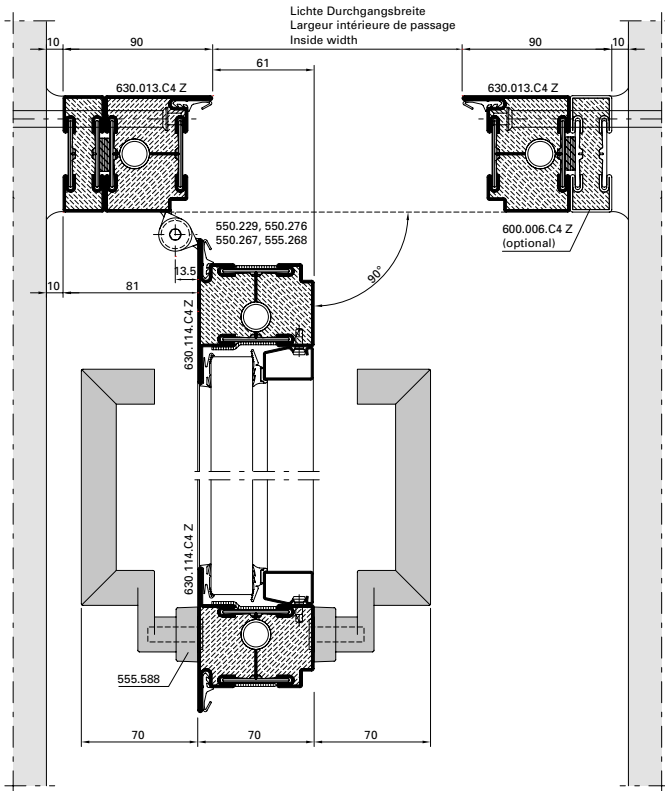 Lichte Durchgangsbreite
Largeur intérieure de passage
Inside width
10
90
90
10
61
630.013.C4 Z
630.013.C4 Z
550.229, 550.276
550.267, 555.268
600.006.C4 Z
(optional)
13.5
90°
10
81
630.114.C4 Z
630.114.C4 Z
555.588
70
70
70